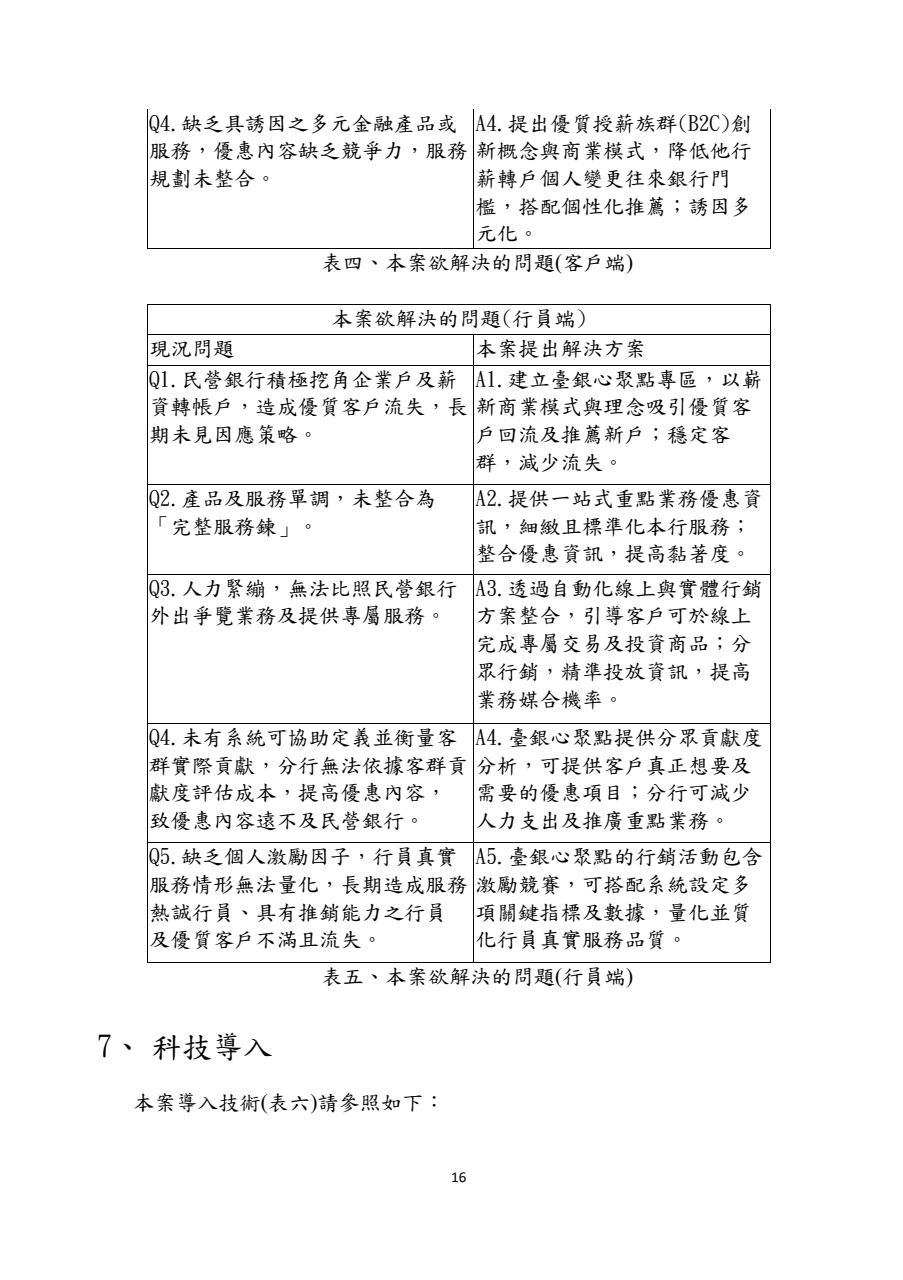 Q4.缺乏具誘因之多元金融產品或
服務，優惠內容缺乏競爭力，服務
規劃未整合。
A4.提出優質授薪族群(B2C)創
新概念與商業模式，降低他行
薪轉戶個人變更往來銀行門
檻，搭配個性化推薦；誘因多
元化。
表四、本案欲解決的問題(客戶端)
本案欲解決的問題(行員端)
現況問題
本案提出解決方案
Q1.民營銀行積極挖角企業戶及薪
資轉帳戶，造成優質客戶流失，長
期未見因應策略。
A1.建立臺銀心聚點專區，以嶄
新商業模式與理念吸引優質客
戶回流及推薦新戶；穩定客
群，減少流失。
Q2.產品及服務單調，未整合為
「完整服務鍊」。
A2.提供一站式重點業務優惠資
訊，細緻且標準化本行服務；
整合優惠資訊，提高黏著度。
Q3.人力緊繃，無法比照民營銀行
外出爭覽業務及提供專屬服務。
A3.透過自動化線上與實體行銷
方案整合，引導客戶可於線上
完成專屬交易及投資商品；分
眾行銷，精準投放資訊，提高
業務媒合機率。
Q4.未有系統可協助定義並衡量客
群實際貢獻，分行無法依據客群貢
獻度評估成本，提高優惠內容，
致優惠內容遠不及民營銀行。
A4.臺銀心聚點提供分眾貢獻度
分析，可提供客戶真正想要及
需要的優惠項目；分行可減少
人力支出及推廣重點業務。
Q5.缺乏個人激勵因子，行員真實
服務情形無法量化，長期造成服務
熱誠行員、具有推銷能力之行員
及優質客戶不滿且流失。
A5.臺銀心聚點的行銷活動包含
激勵競賽，可搭配系統設定多
項關鍵指標及數據，量化並質
化行員真實服務品質。
表五、本案欲解決的問題(行員端)
7、 科技導入
本案導入技術(表六)請參照如下：
16